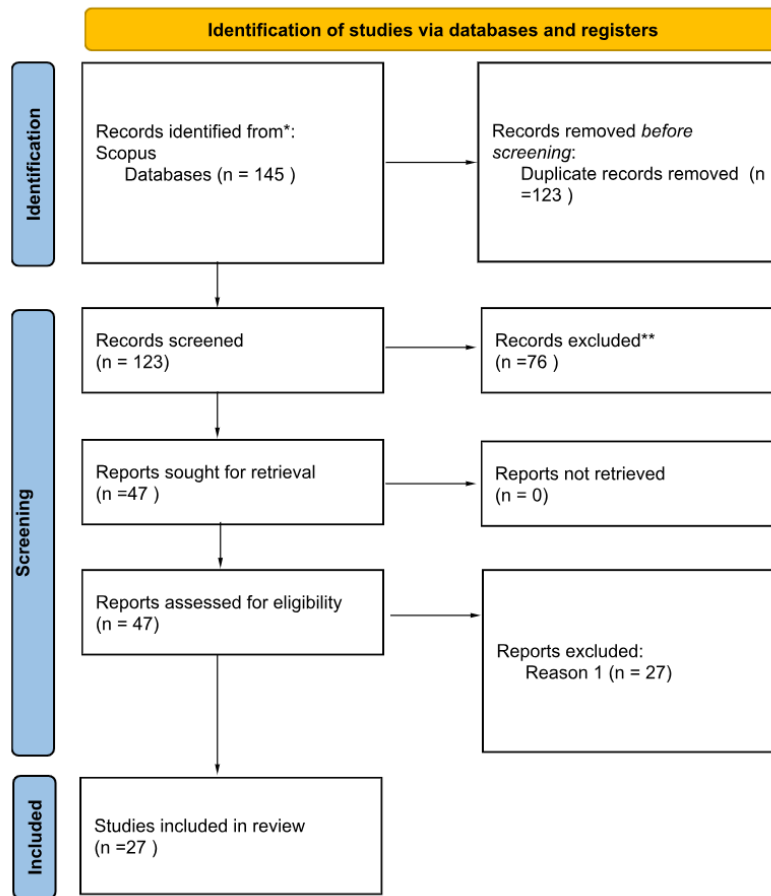 Identification of studies via databases and registers
Identification
Records identified from*:
Scopus
Databases (n = 145 )
Records removed before
screening:
Duplicate records removed (n
=123 )
Screening
Records screened
(n = 123)
Records excluded**
(n =76 )
Reports sought for retrieval
(n =47 )
Reports not retrieved
(n = 0)
Reports assessed for eligibility
(n = 47)
Reports excluded:
Reason 1 (n = 27)
Included
Studies included in review
(n =27 )